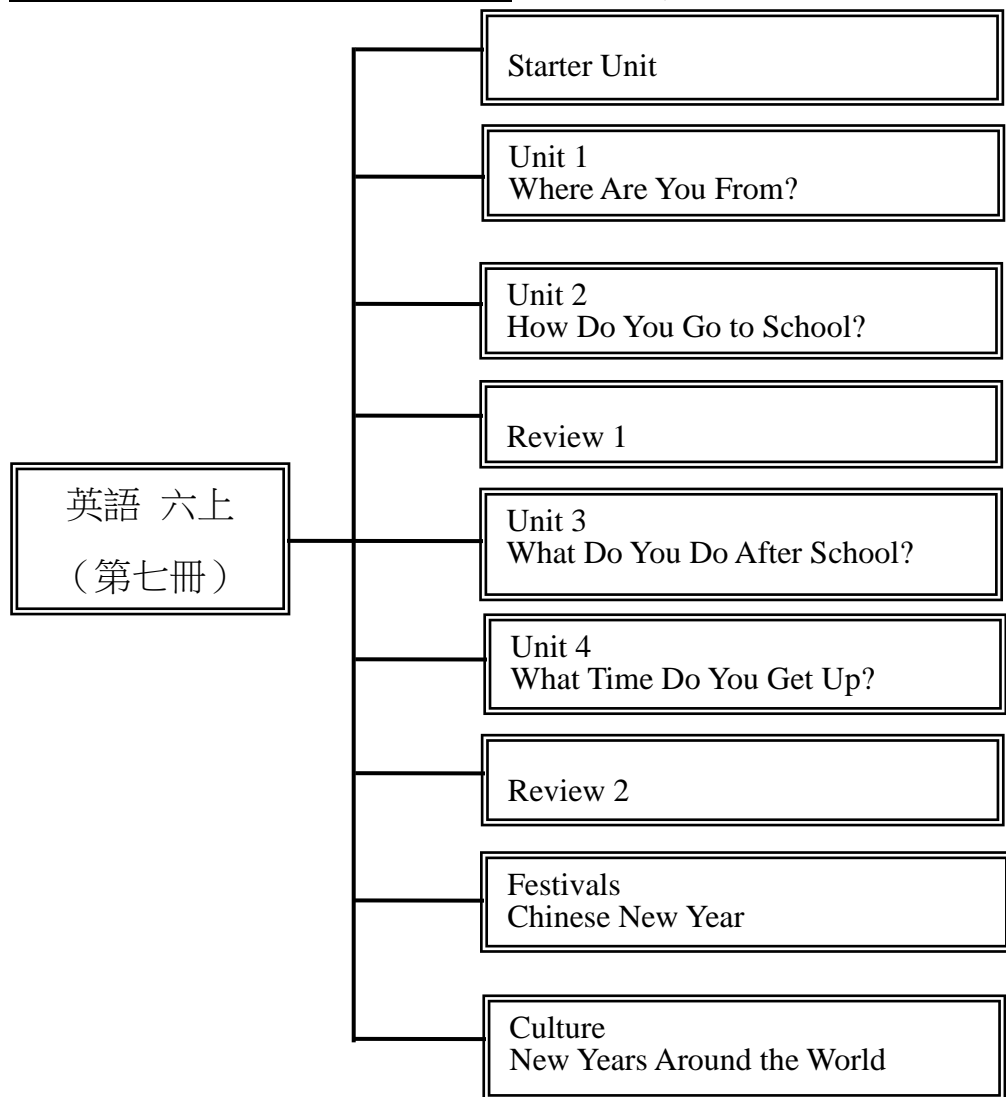 Starter Unit
Unit 1
Where Are You From?
Unit 2
How Do You Go to School?
Review 1
英語 六上
（第七冊）
Unit 3
What Do You Do After School?
Unit 4
What Time Do You Get Up?
Review 2
Festivals
Chinese New Year
Culture
New Years Around the World